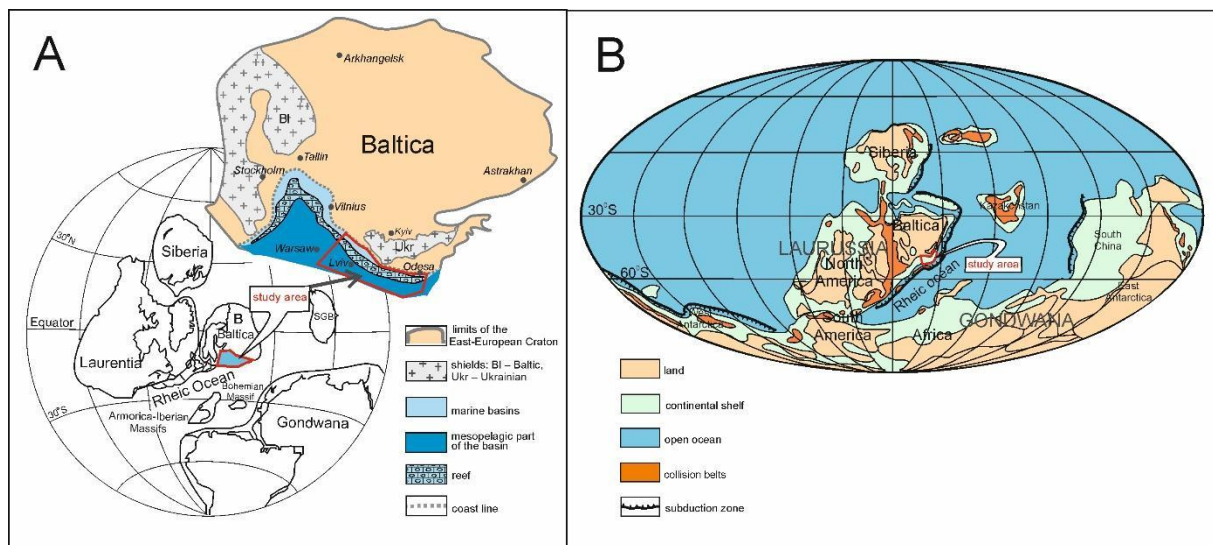 A
Arkhangelsk
Bl
Baltica
Tallin
Stockholm
Astrakhan
Vilnius
Kyiv
Ukr
Warsaw
Lviv
Odesa
30°N
Siberia
study area
SGB
Equator
B
Baltica
Laurentia
Rheic Ocean
Bohemian
Massif
30°S
Armorica-Iberian
Massifs
Gondwana
limits of the
East-European Craton
shields: Bl – Baltic,
Ukr – Ukrainian
marine basins
mesopelagic part
of the basin
reef
coast line
B
Siberia
30°S
Kazakhstan
Baltica
LAURUSSIA
South
China
North
America
study area
60°S
Rheic ocean
East
Antarctica
West
Antarctica
South
America
Africa
GONDWANA
land
continental shelf
open ocean
collision belts
subduction zone